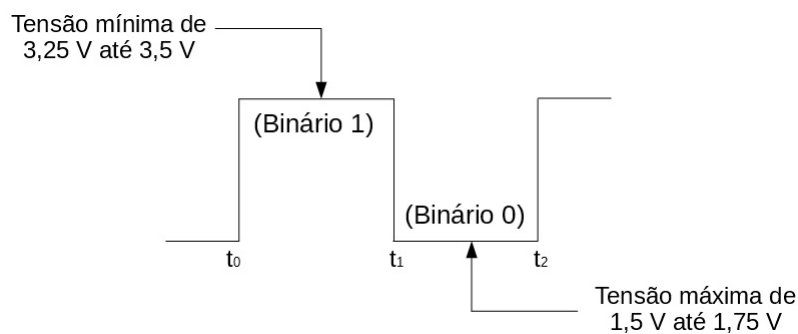 Tensão mínima de
3,25 V até 3,5 V
(Binário 1)
(Binário 0)
t0
t1
t2
Tensão máxima de
1,5 V até 1,75 V